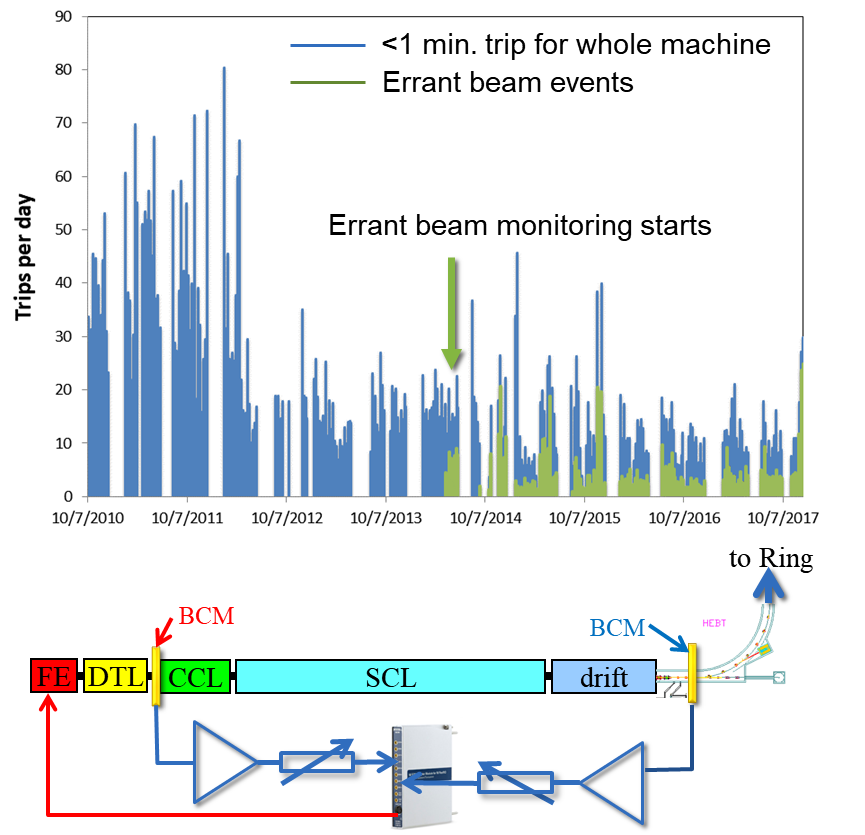 90
<1 min. trip for whole machine
Errant beam events
80
70
60
50
Errant beam monitoring starts
40
30
20
10
0
Trips per day
10/7/2010 10/7/2011 10/7/2012 10/7/2013 10/7/2014 10/7/2015 10/7/2016 10/7/2017
to Ring
BCM
BCM
HEBT
FE DTL CCL SCL drift